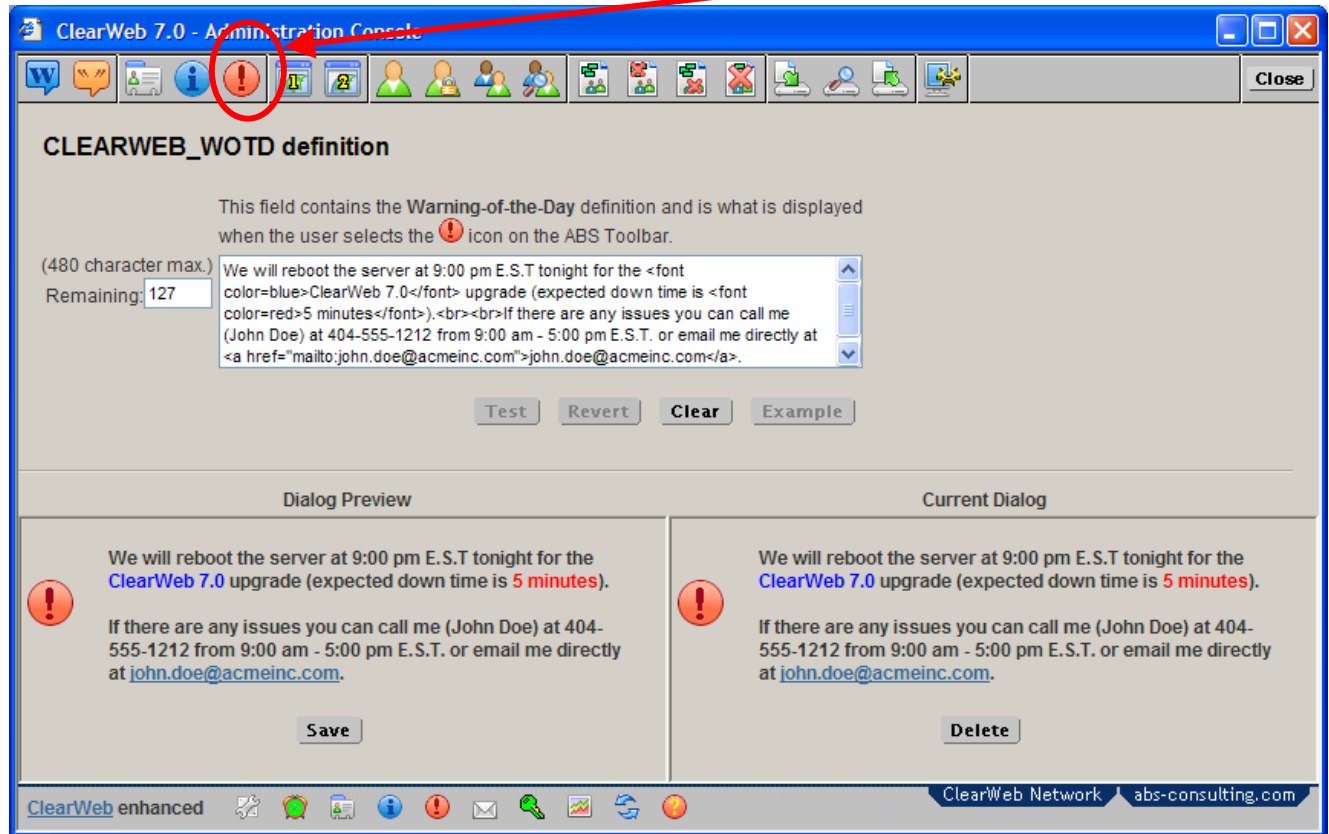 ClearWeb 7.0 - Administration Console
W
1
2
Close
CLEARWEB_WOTD definition
This field contains the Warning-of-the-Day definition and is what is displayed
when the user selects the ! icon on the ABS Toolbar.
(480 character max.)
Remaining: 127
We will reboot the server at 9:00 pm E.S.T tonight for the <font
color=blue>ClearWeb 7.0</font> upgrade (expected down time is <font
color=red>5 minutes</font>).<br><br>If there are any issues you can call me
(John Doe) at 404-555-1212 from 9:00 am - 5:00 pm E.S.T. or email me directly at
<a href="mailto:john.doe@acmeinc.com">john.doe@acmeinc.com</a>.
Test Revert Clear Example
Dialog Preview
We will reboot the server at 9:00 pm E.S.T tonight for the
ClearWeb 7.0 upgrade (expected down time is 5 minutes).
If there are any issues you can call me (John Doe) at 404-
555-1212 from 9:00 am - 5:00 pm E.S.T. or email me directly
at john.doe@acmeinc.com.
Save
Current Dialog
We will reboot the server at 9:00 pm E.S.T tonight for the
ClearWeb 7.0 upgrade (expected down time is 5 minutes).
If there are any issues you can call me (John Doe) at 404-
555-1212 from 9:00 am - 5:00 pm E.S.T. or email me directly
at john.doe@acmeinc.com.
Delete
ClearWeb enhanced
ClearWeb Network abs-consulting.com